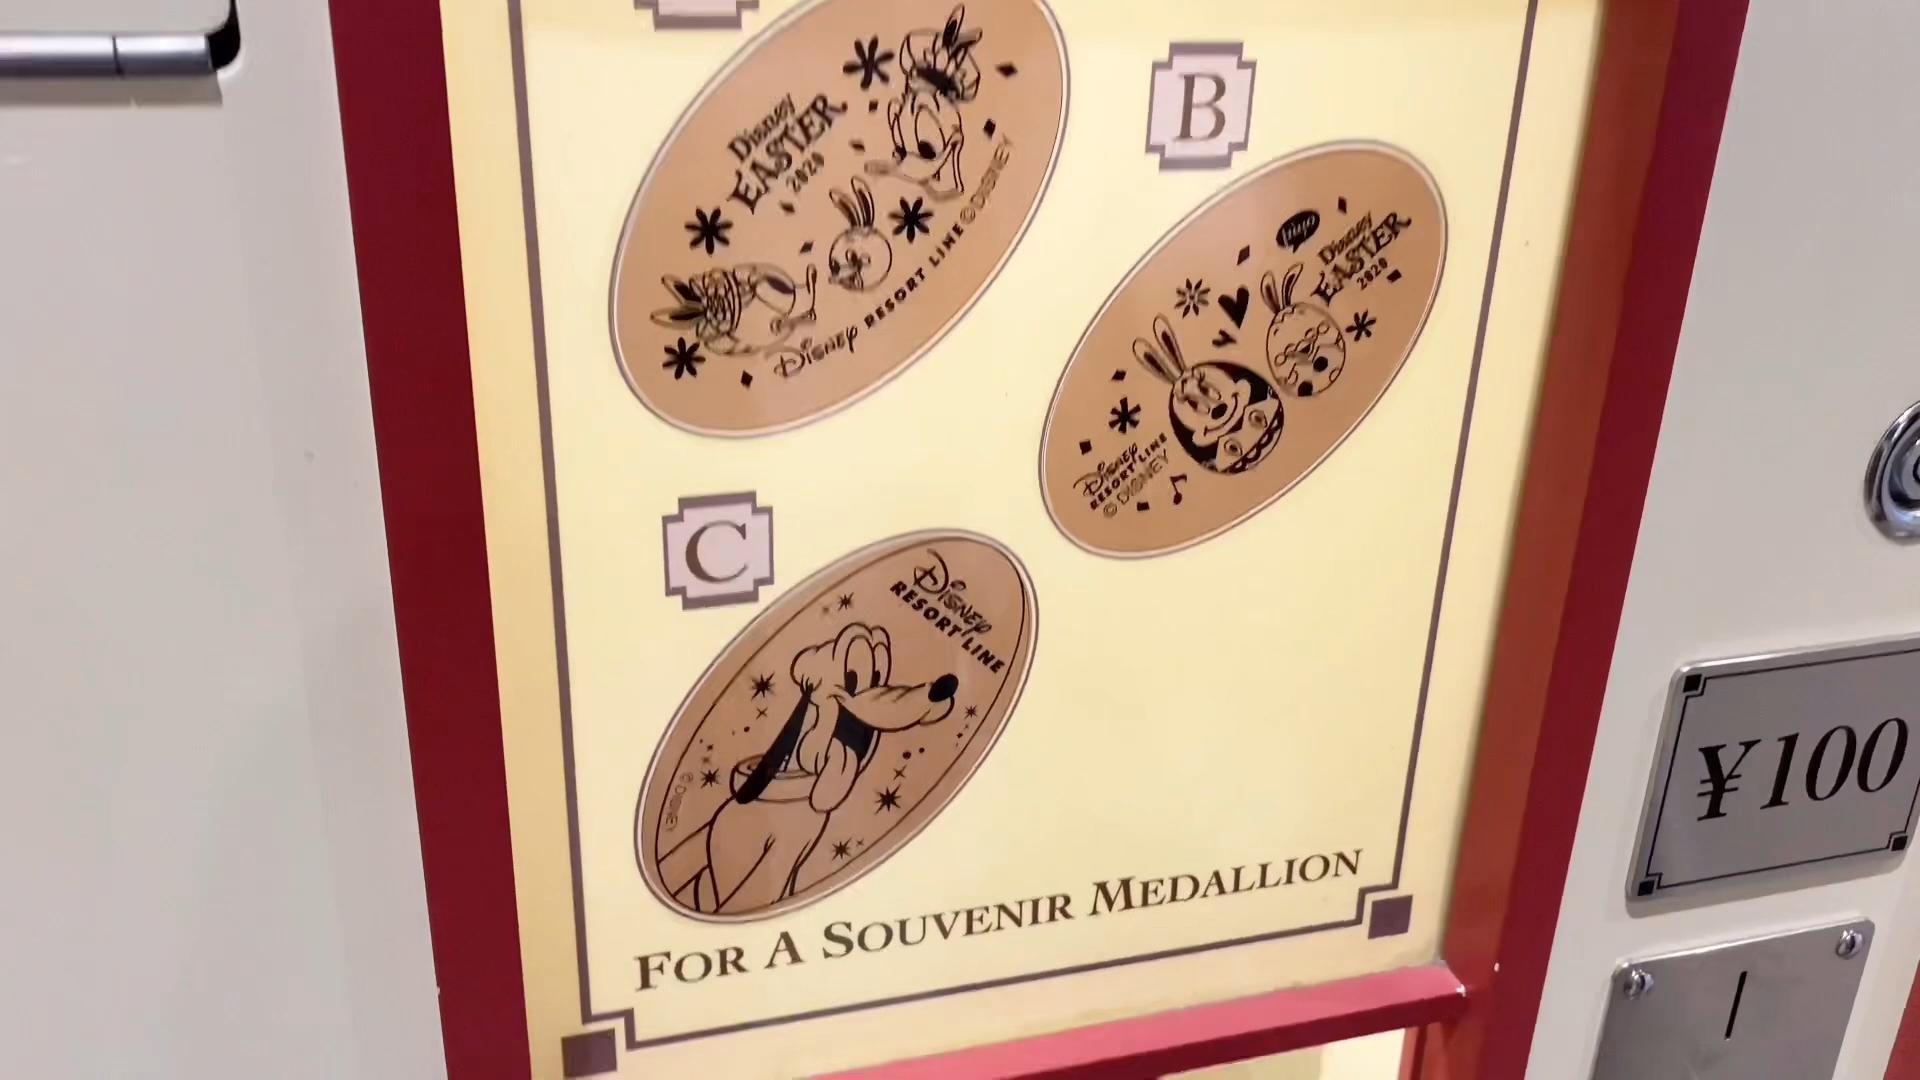 Disney
EASTER
2020
DISNEY RESORT LINE © DISNEY
B
hiyo
Disney
EASTER
2020
DISNEY
RESORT LINE
© DISNEY
C
DISNEY
RESORT LINE
© DISNEY
FOR A SOUVENIR MEDALLION
¥100